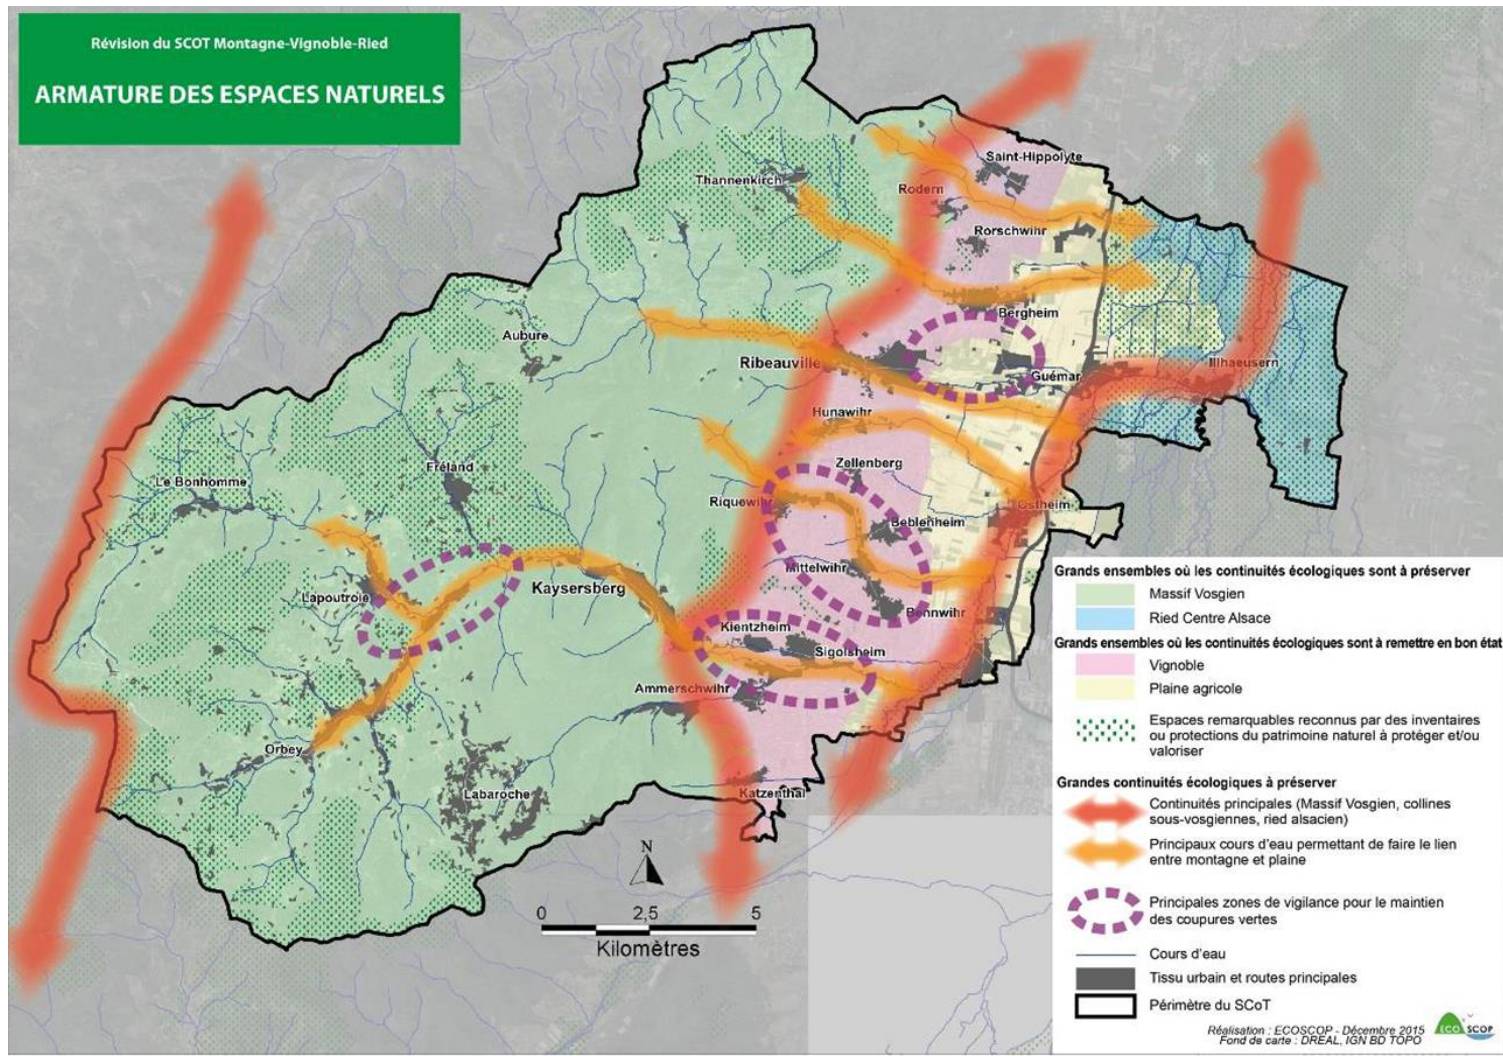 Révision du SCOT Montagne-Vignoble-Ried
ARMATURE DES ESPACES NATURELS
Saint-Hippolyte
Thannenkirch
Rodern
Rorschwihr
Bergheim
Aubure
Ribeauvillé
Illhaeusern
Guémar
Hunawihr
Zellenberg
Fréland
Le Bonhomme
Riquewihr
Ostheim
Beblenheim
Mittelwihr
Kaysersberg
Lapoutroie
Bennwihr
Kientzheim
Sigolsheim
Ammerschwihr
Orbey
Labaroche
Katzenthal
N
0 2,5 5
Kilomètres
Grands ensembles où les continuités écologiques sont à préserver
Massif Vosgien
Ried Centre Alsace
Grands ensembles où les continuités écologiques sont à remettre en bon état
Vignoble
Plaine agricole
Espaces remarquables reconnus par des inventaires
ou protections du patrimoine naturel à protéger et/ou
valoriser
Grandes continuités écologiques à préserver
Continuités principales (Massif Vosgien, collines
sous-vosgiennes, ried alsacien)
Principaux cours d'eau permettant de faire le lien
entre montagne et plaine
Principales zones de vigilance pour le maintien
des coupures vertes
Cours d'eau
Tissu urbain et routes principales
Périmètre du SCoT
Réalisation : ECOSCOP - Décembre 2015
Fond de carte : DREAL, IGN BD TOPO
ECO SCOP